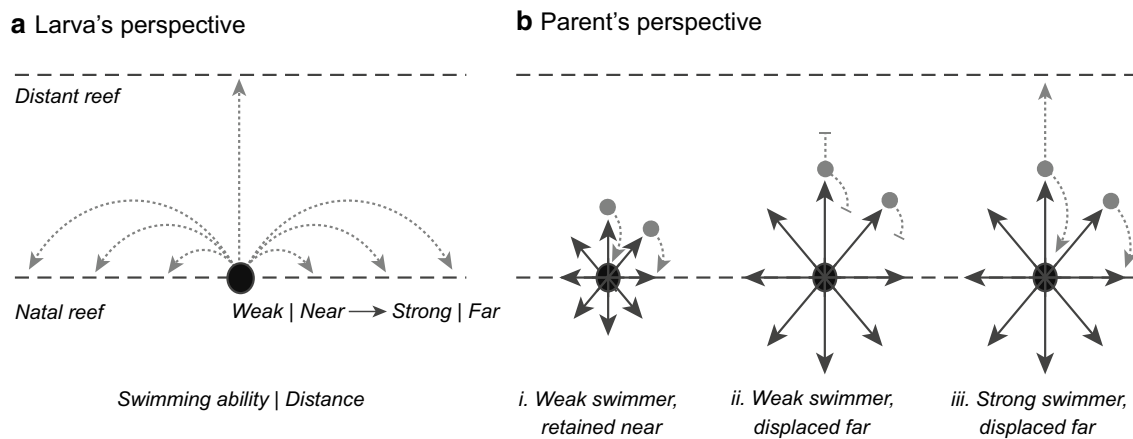 a Larva's perspective
Distant reef
Natal reef
Weak | Near Strong | Far
Swimming ability | Distance
b Parent's perspective
i. Weak swimmer,
retained near
ii. Weak swimmer,
displaced far
iii. Strong swimmer,
displaced far